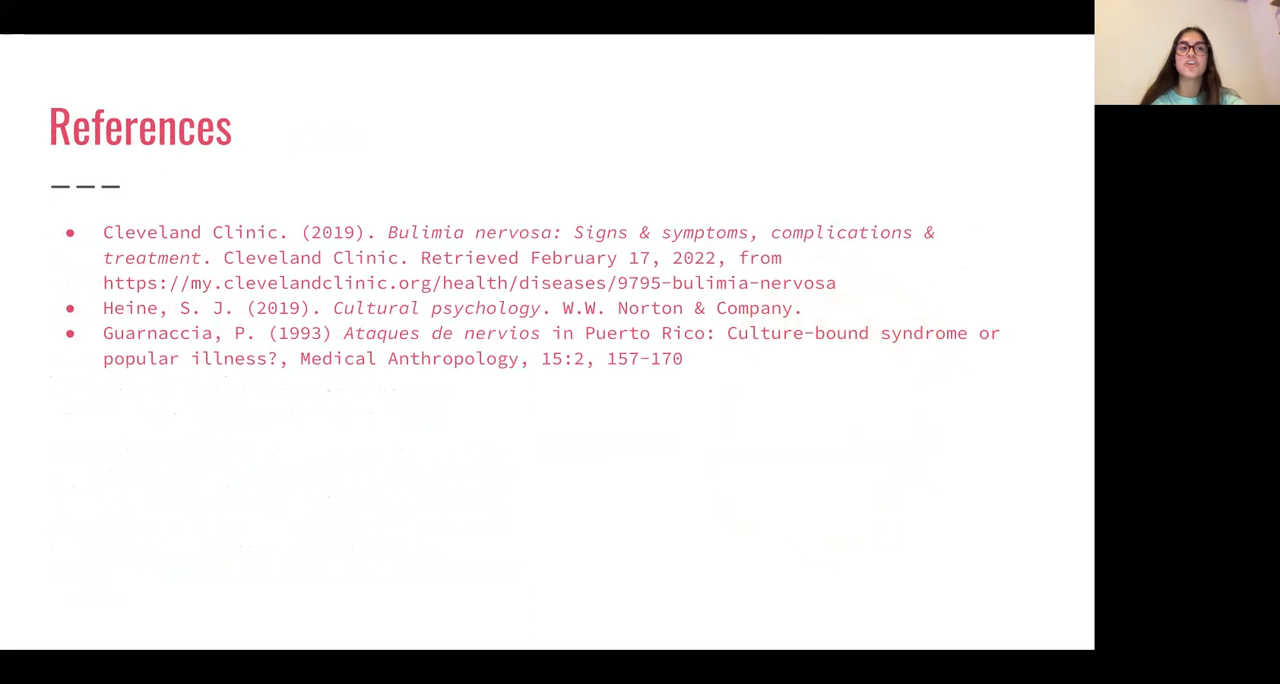 References
● Cleveland Clinic. (2019). Bulimia nervosa: Signs & symptoms, complications &
treatment. Cleveland Clinic. Retrieved February 17, 2022, from
https://my.clevelandclinic.org/health/diseases/9795-bulimia-nervosa
● Heine, S. J. (2019). Cultural psychology. W.W. Norton & Company.
● Guarnaccia, P. (1993) Ataques de nervios in Puerto Rico: Culture-bound syndrome or
popular illness?, Medical Anthropology, 15:2, 157-170